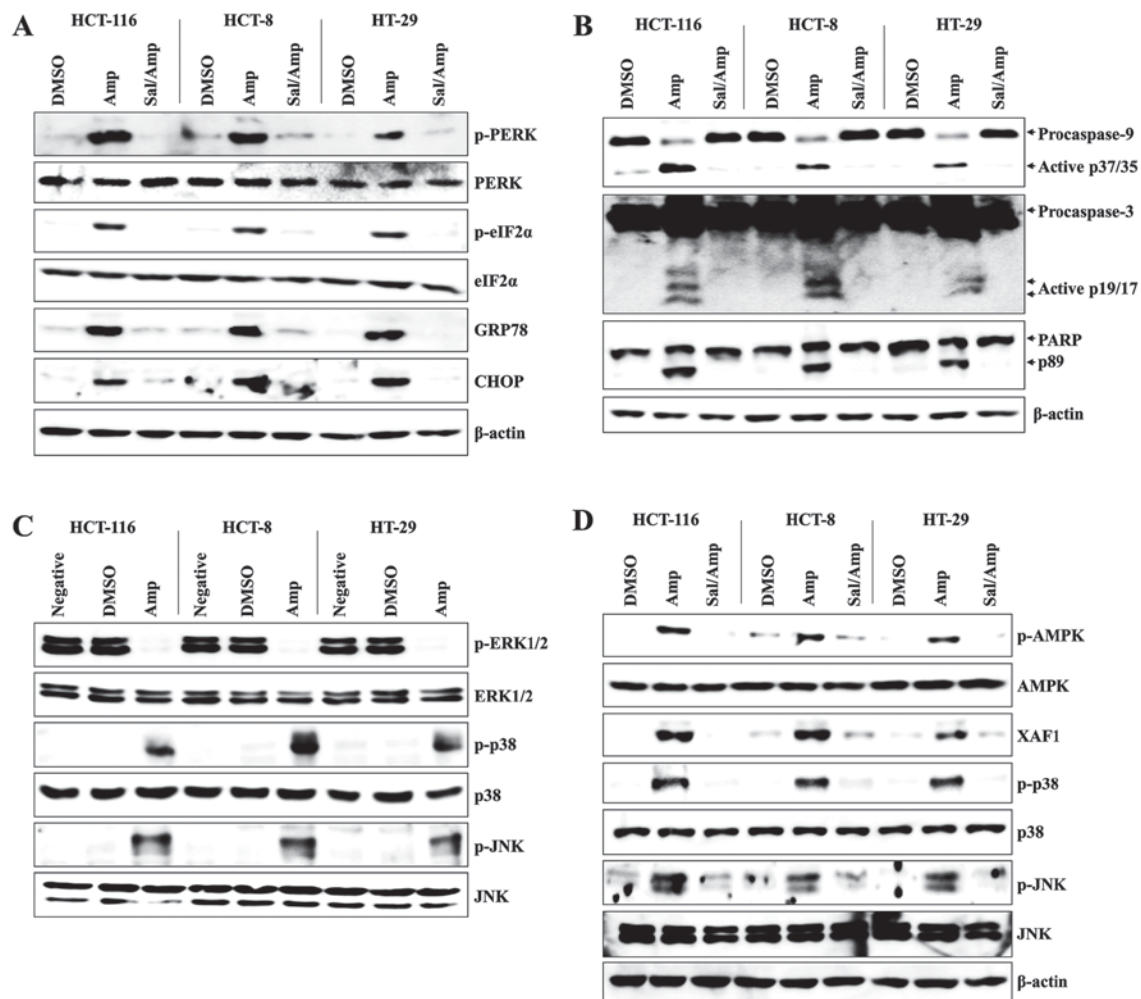 A
HCT-116 HCT-8 HT-29
DMSO Amp Sal/Amp DMSO Amp Sal/Amp DMSO Amp Sal/Amp
p-PERK
PERK
p-eIF2α
eIF2α
GRP78
CHOP
β-actin
B
HCT-116 HCT-8 HT-29
DMSO Amp Sal/Amp DMSO Amp Sal/Amp DMSO Amp Sal/Amp
Procaspase-9
Active p37/35
Procaspase-3
Active p19/17
PARP
p89
β-actin
C
HCT-116 HCT-8 HT-29
Negative DMSO Amp Negative DMSO Amp Negative DMSO Amp
p-ERK1/2
ERK1/2
p-p38
p38
p-JNK
JNK
D
HCT-116 HCT-8 HT-29
DMSO Amp Sal/Amp DMSO Amp Sal/Amp DMSO Amp Sal/Amp
p-AMPK
AMPK
XAF1
p-p38
p38
p-JNK
JNK
β-actin